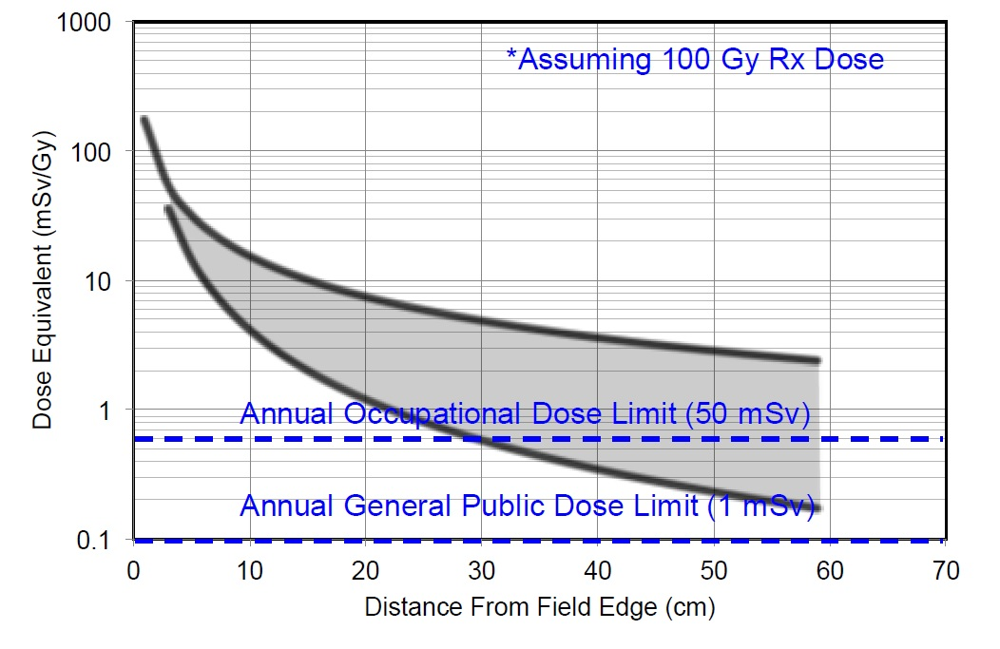 1000
*Assuming 100 Gy Rx Dose
100
10
1
0.1
Dose Equivalent (mSv/Gy)
Annual Occupational Dose Limit (50 mSv)
Annual General Public Dose Limit (1 mSv)
0 10 20 30 40 50 60 70
Distance From Field Edge (cm)